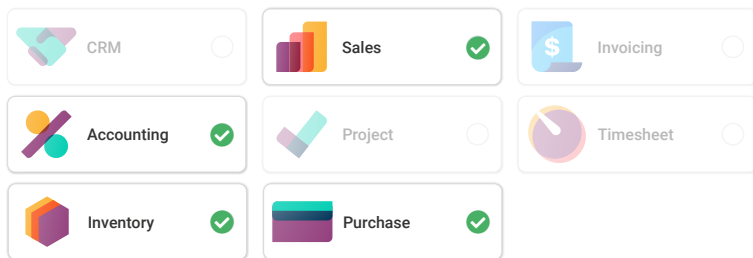 CRM
Sales
Invoicing
$
Accounting
Project
Timesheet
Inventory
Purchase